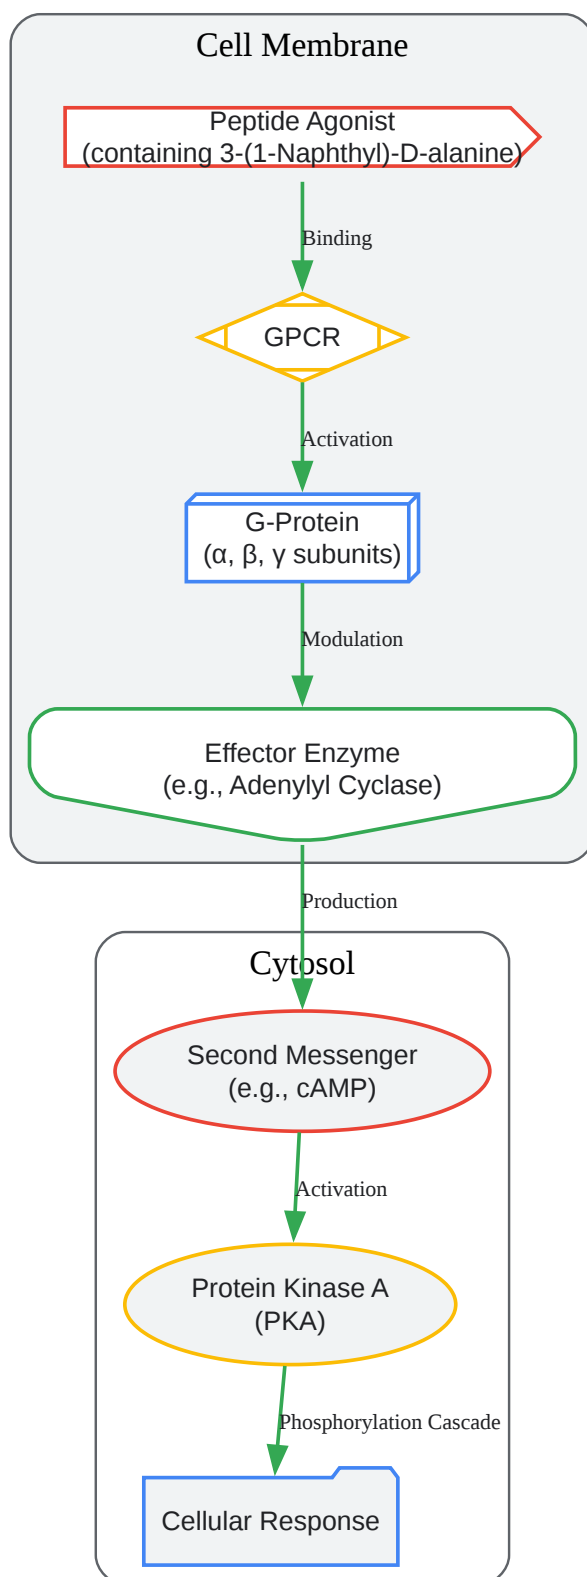 Cell Membrane
Peptide Agonist
(containing 3-(1-Naphthyl)-D-alanine)
Binding
GPCR
Activation
G-Protein
(α, β, γ subunits)
Modulation
Effector Enzyme
(e.g., Adenylyl Cyclase)
Production
Cytosol
Second Messenger
(e.g., cAMP)
Activation
Protein Kinase A
(PKA)
Phosphorylation Cascade
Cellular Response